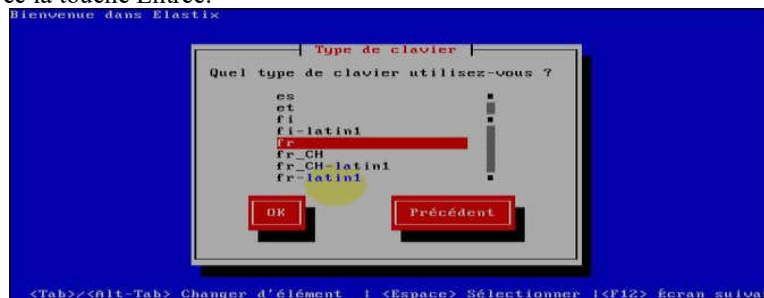 ce la touche Entrée.
Bienvenue dans Elastix
Type de clavier
Quel type de clavier utilisez-vous ?
es
et
fi
fi-latin1
fr
fr_CH
fr_CH-latin1
fr-latin1
OK Précédent
<Tab>/<Alt-Tab> Changer d'élément | <Espace> Sélectionner |<F12> Écran suivan